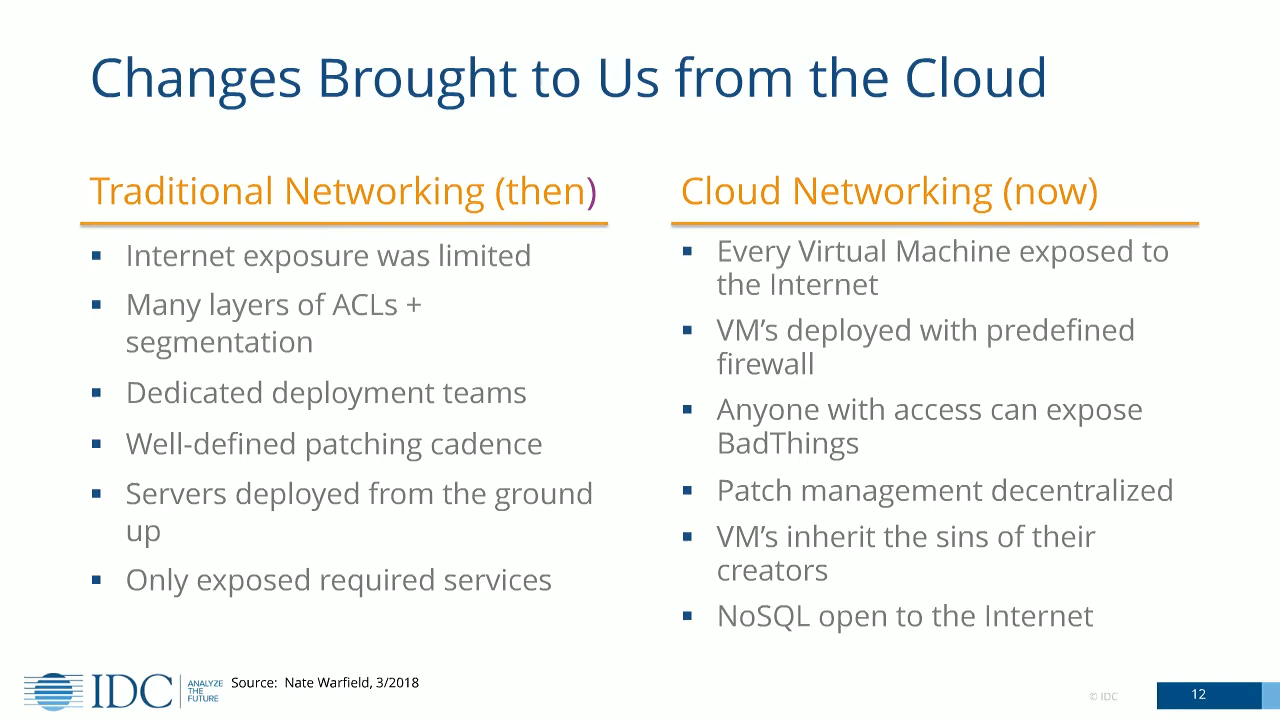 Changes Brought to Us from the Cloud
Traditional Networking (then)
▪ Internet exposure was limited
▪ Many layers of ACLs +
segmentation
▪ Dedicated deployment teams
▪ Well-defined patching cadence
▪ Servers deployed from the ground
up
▪ Only exposed required services
Cloud Networking (now)
▪ Every Virtual Machine exposed to
the Internet
▪ VM’s deployed with predefined
firewall
▪ Anyone with access can expose
BadThings
▪ Patch management decentralized
▪ VM’s inherit the sins of their
creators
▪ NoSQL open to the Internet
IDC
ANALYZE
THE
FUTURE
Source: Nate Warfield, 3/2018
© IDC
12